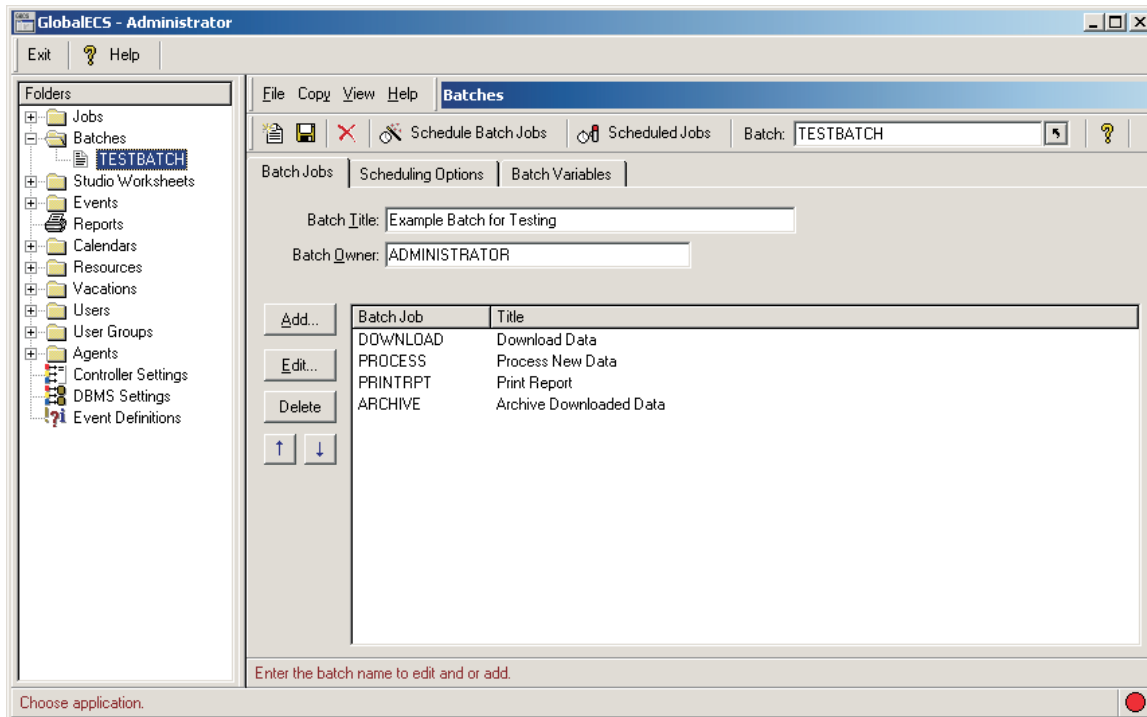 GlobalECS - Administrator
Exit Help
Folders
Jobs
Batches
TESTBATCH
Studio Worksheets
Events
Reports
Calendars
Resources
Vacations
Users
User Groups
Agents
Controller Settings
DBMS Settings
Event Definitions
File Copy View Help Batches
Schedule Batch Jobs Scheduled Jobs Batch: TESTBATCH
Batch Jobs Scheduling Options Batch Variables
Batch Title: Example Batch for Testing
Batch Owner: ADMINISTRATOR
Add...
Edit...
Delete
Batch Job Title
DOWNLOAD Download Data
PROCESS Process New Data
PRINTRPT Print Report
ARCHIVE Archive Downloaded Data
Enter the batch name to edit and or add.
Choose application.